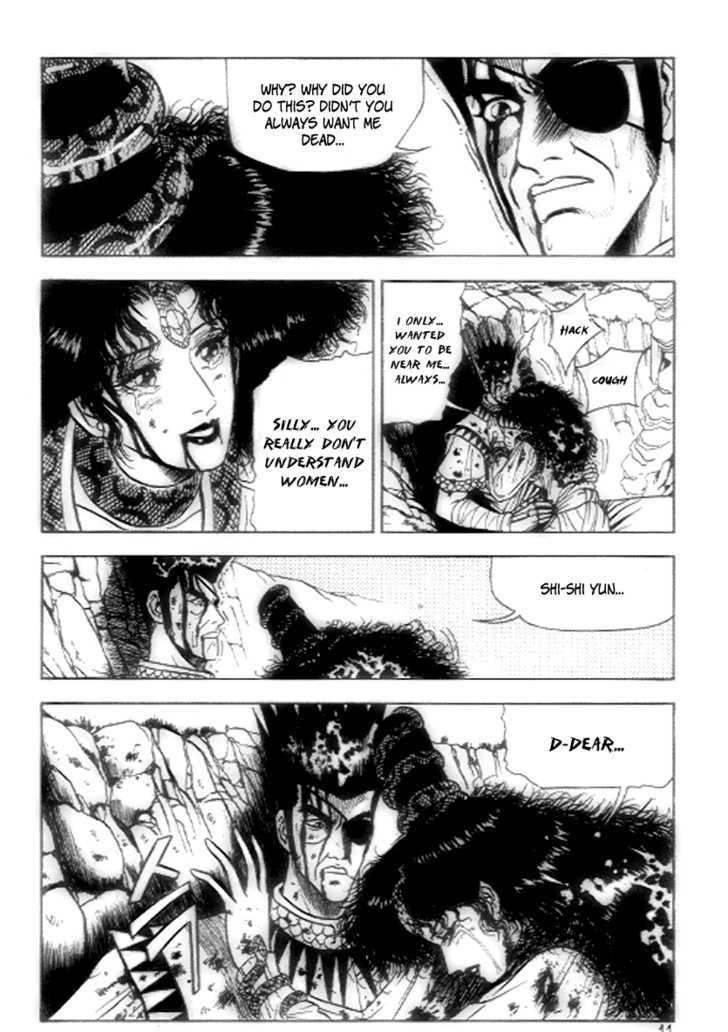 WHY? WHY DID YOU
DO THIS? DIDN'T YOU
ALWAYS WANT ME
DEAD...
SILLY... YOU
REALLY DON'T
UNDERSTAND
WOMEN...
I ONLY...
WANTED
YOU TO BE
NEAR ME...
ALWAYS...
HACK
COUGH
SHI-SHI YUN...
D-DEAR...